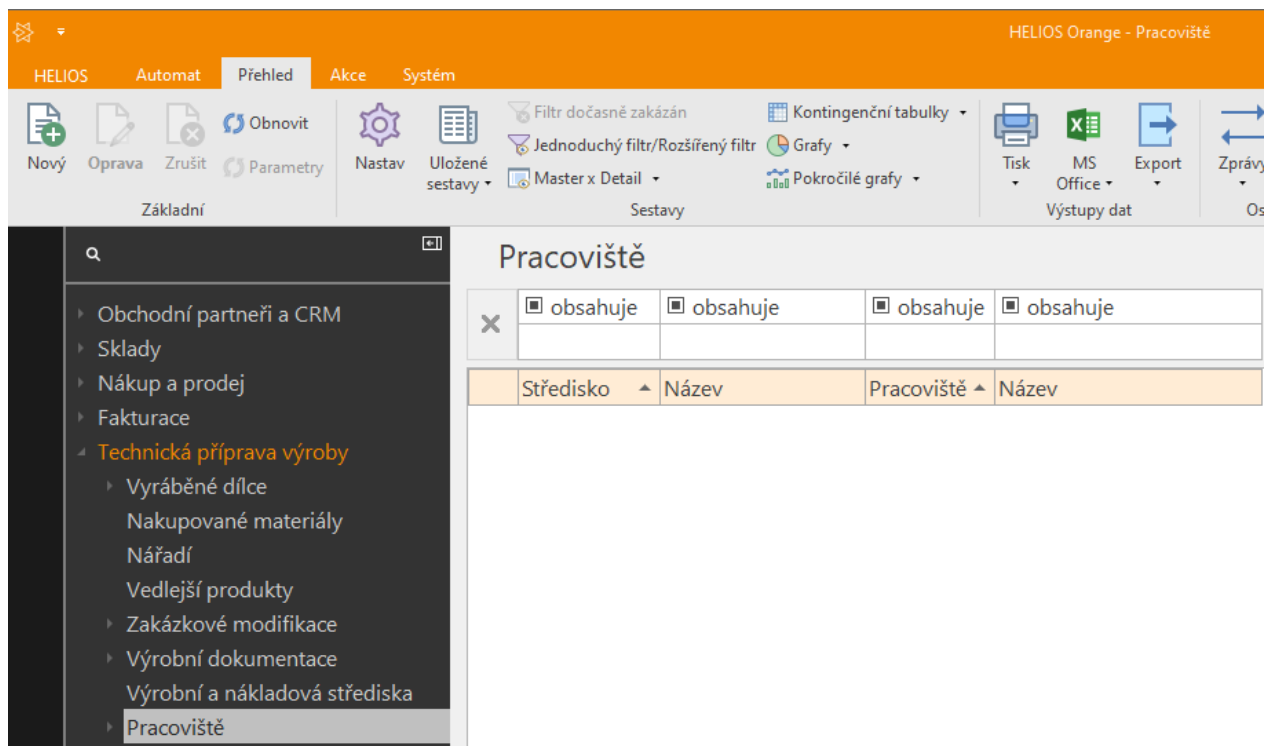 HELIOS Orange - Pracoviště
HELIOS Automat Přehled Akce Systém
Nový
Oprava
Zrušit
Obnovit
Parametry
Základní
Nastav
Uložené
sestavy
Filtr dočasně zakázán
Jednoduchý filtr/Rozšířený filtr
Master x Detail
Kontingenční tabulky
Grafy
Pokročilé grafy
Sestavy
Tisk
MS
Office
Export
Výstupy dat
Zprávy
Os
Obchodní partneři a CRM
Sklady
Nákup a prodej
Fakturace
Technická příprava výroby
Vyráběné dílce
Nakupované materiály
Nářadí
Vedlejší produkty
Zakázkové modifikace
Výrobní dokumentace
Výrobní a nákladová střediska
Pracoviště
Pracoviště
obsahuje obsahuje obsahuje obsahuje
Středisko Název Pracoviště Název